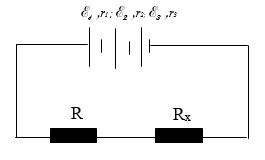 ℰ₁ ,r₁; ℰ₂ ,r₂; ℰ₃ ,r₃
R Rₓ